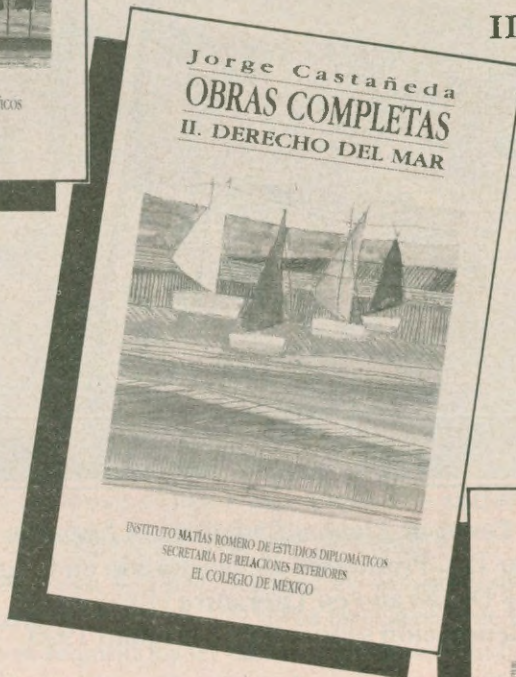 II
ICOS
Jorge Castañeda
OBRAS COMPLETAS
II. DERECHO DEL MAR
INSTITUTO MATÍAS ROMERO DE ESTUDIOS DIPLOMÁTICOS
SECRETARÍA DE RELACIONES EXTERIORES
EL COLEGIO DE MÉXICO